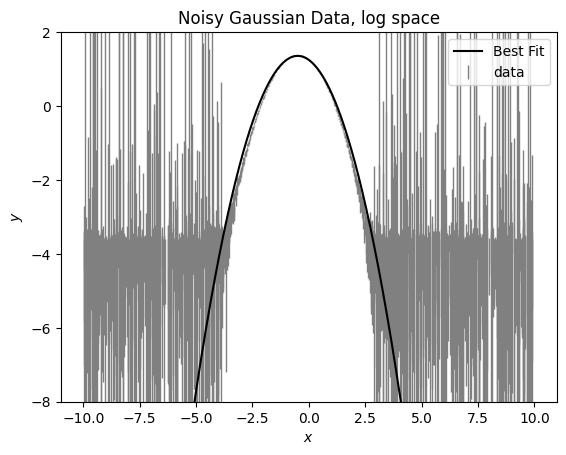 Noisy Gaussian Data, log space
Best Fit
data
2
0
−2
−4
−6
−8
y
−10.0 −7.5 −5.0 −2.5 0.0 2.5 5.0 7.5 10.0
x